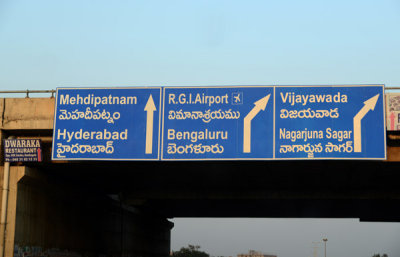 Mehdipatnam
మెహదీపట్నం
Hyderabad
హైదరాబాద్
R.G.I.Airport
విమానాశ్రయము
Bengaluru
బెంగళూరు
Vijayawada
విజయవాడ
Nagarjuna Sagar
నాగార్జున సాగర్
DWARAKA
RESTAURANT